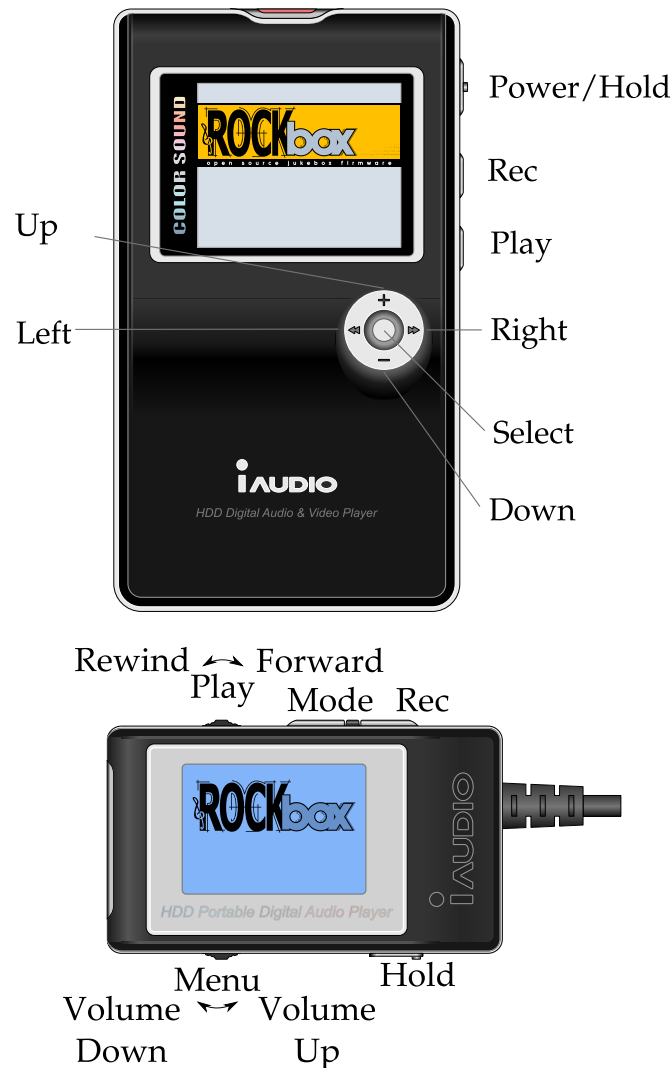 Power/Hold
COLOR SOUND
ROCKbox
open source jukebox firmware
Rec
Up
Play
+
Left
Right
−
Select
iAUDIO
HDD Digital Audio & Video Player
Down
Rewind Forward
Play
Mode Rec
ROCKbox
iAUDIO
HDD Portable Digital Audio Player
Menu
Hold
Volume Volume
Down Up